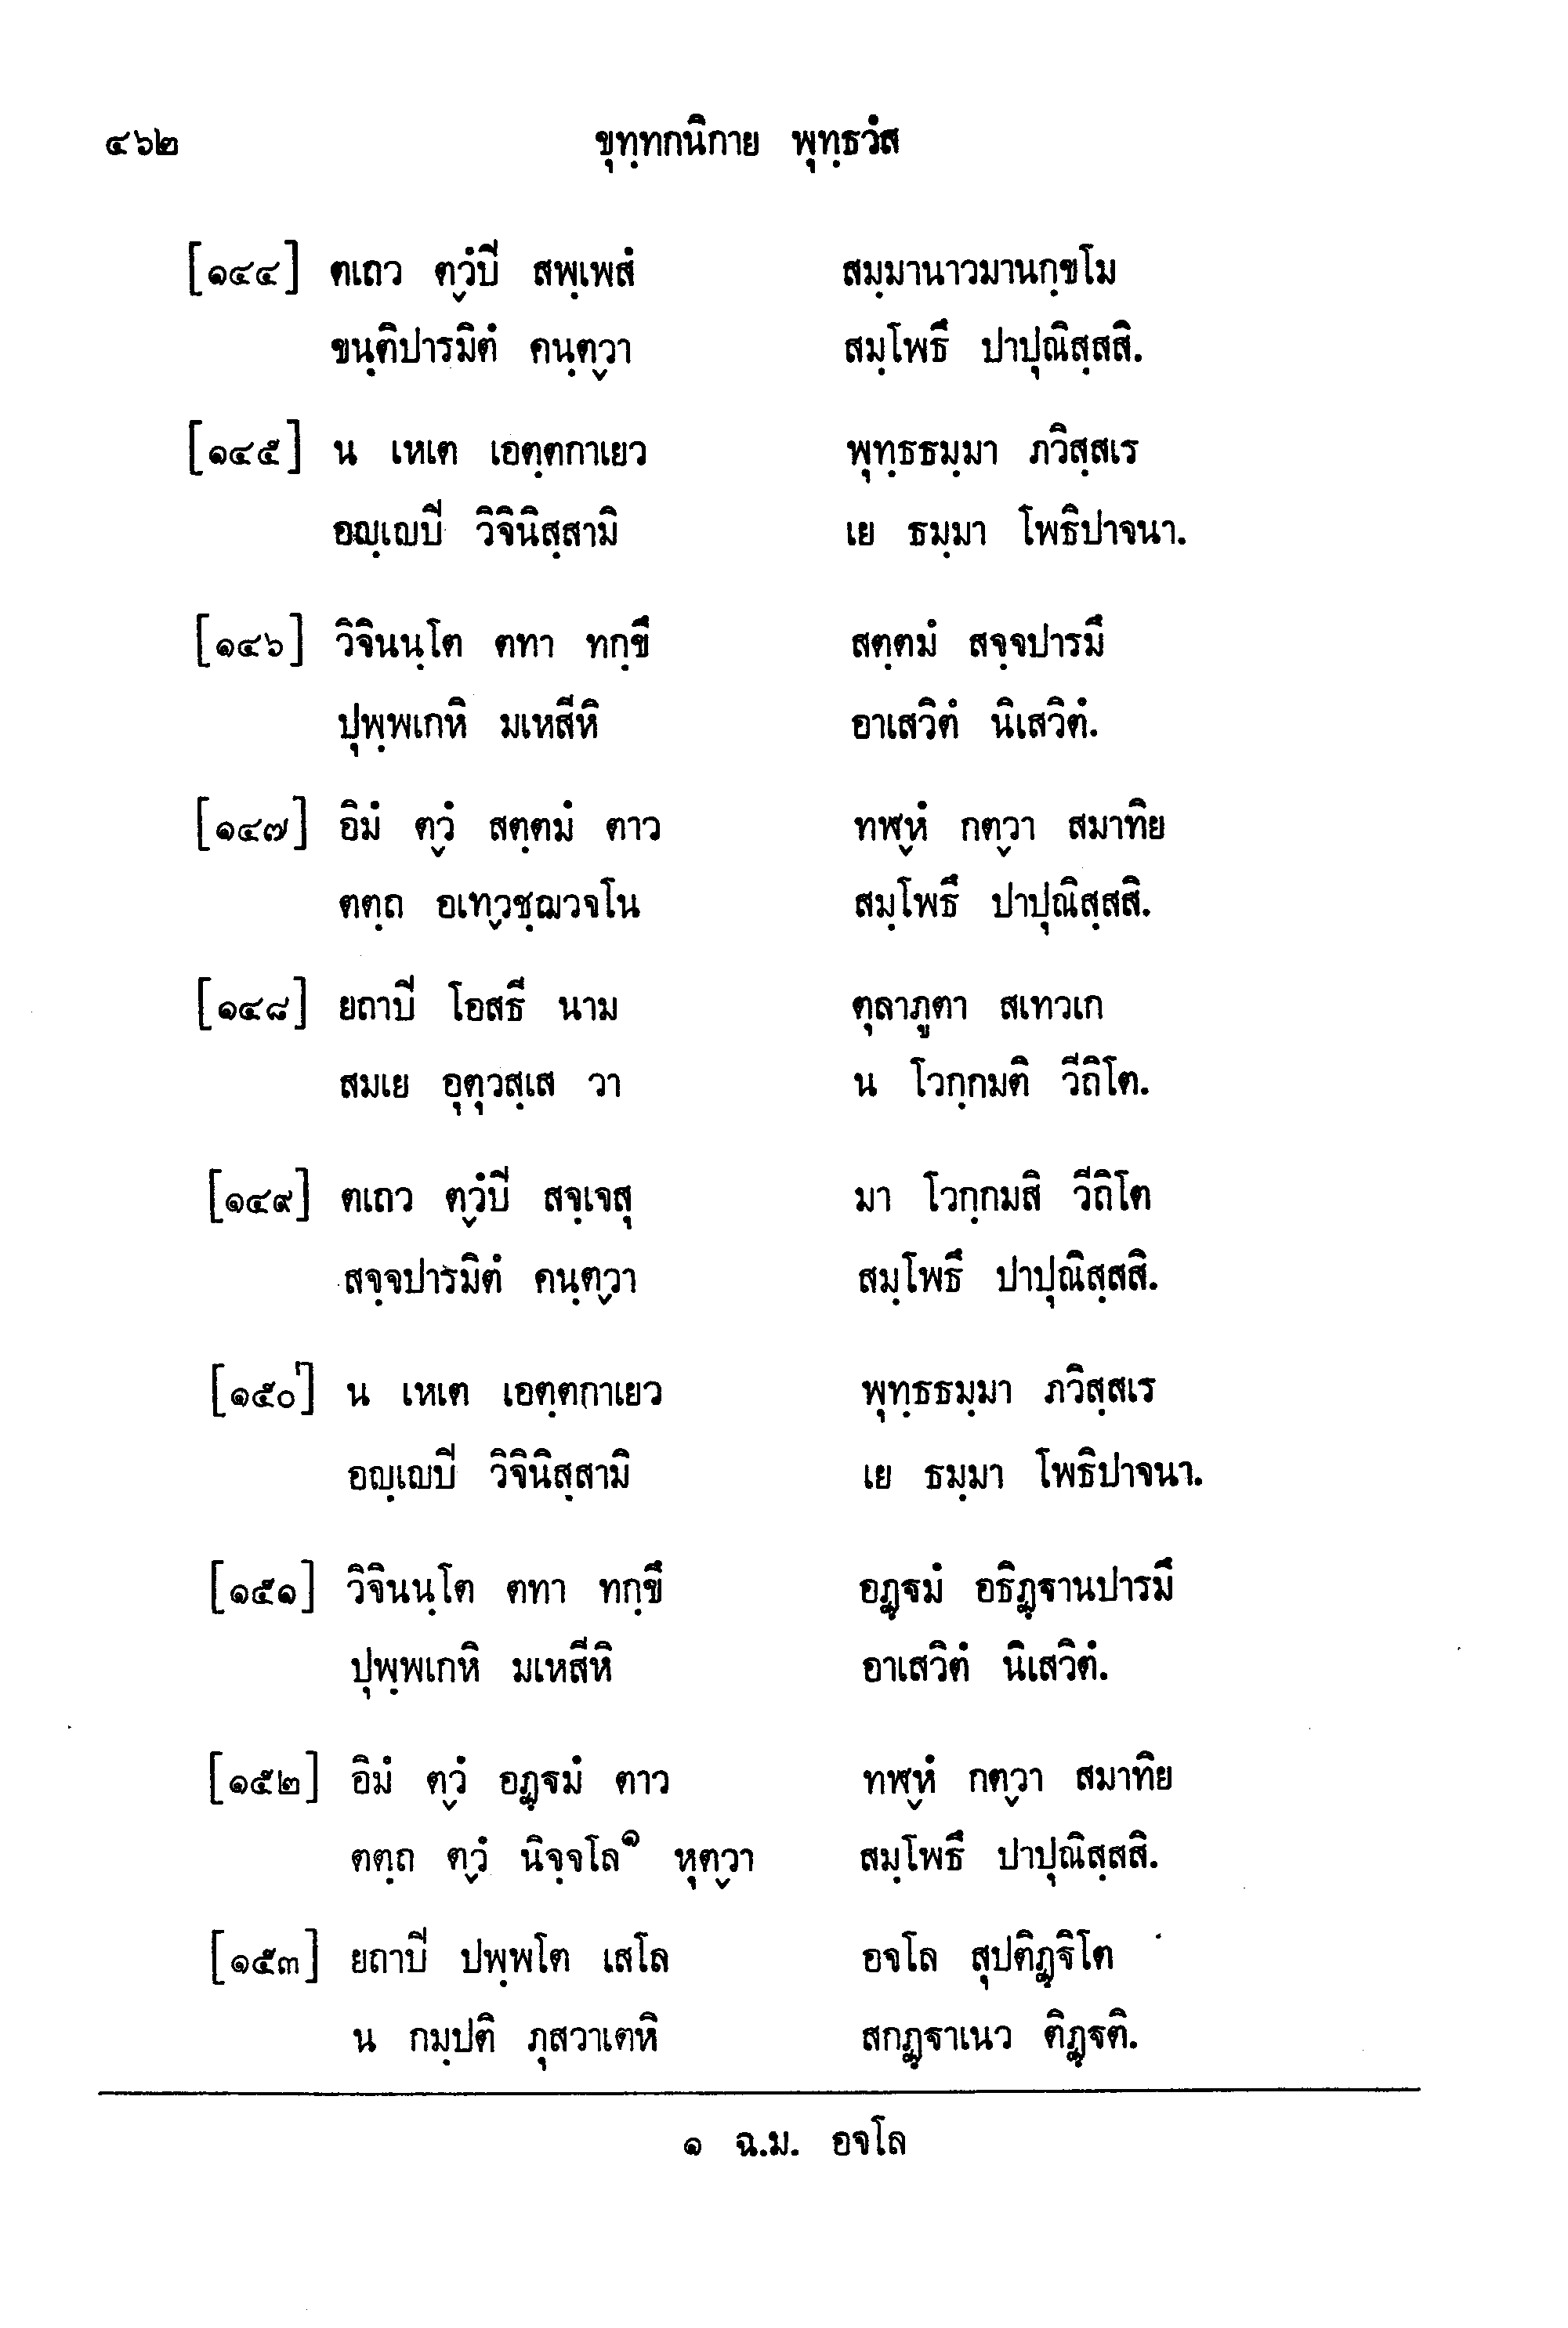 ๔๖๒ ขุทฺทกนิกาย พุทฺธวํส
[๑๔๔] ตเถว ตฺวํปี สพฺเพสํ สมฺมานาวมานกฺขโม
ขนฺติปารมิตํ คนฺตฺวา สมฺโพธึ ปาปุณิสฺสสิ.
[๑๔๕] น เหเต เอตฺตกาเยว พุทฺธธมฺมา ภวิสฺสเร
อญฺเญปี วิจินิสฺสามิ เย ธมฺมา โพธิปาจนา.
[๑๔๖] วิจินนฺโต ตทา ทกฺขึ สตฺตมํ สจฺจปารมึ
ปุพฺพเกหิ มเหสีหิ อาเสวิตํ นิเสวิตํ.
[๑๔๗] อิมํ ตฺวํ สตฺตมํ ตาว ทฬฺหํ กตฺวา สมาทิย
ตตฺถ อเทฺวชฺฌวจโน สมฺโพธึ ปาปุณิสฺสสิ.
[๑๔๘] ยถาปี โอสธี นาม ตุลาภูตา สเทวเก
สมเย อุตุวสฺเส วา น โวกฺกมติ วีถิโต.
[๑๔๙] ตเถว ตฺวํปี สจฺเจสุ มา โวกฺกมสิ วีถิโต
สจฺจปารมิตํ คนฺตฺวา สมฺโพธึ ปาปุณิสฺสสิ.
[๑๕๐] น เหเต เอตฺตกาเยว พุทฺธธมฺมา ภวิสฺสเร
อญฺเญปี วิจินิสฺสามิ เย ธมฺมา โพธิปาจนา.
[๑๕๑] วิจินนฺโต ตทา ทกฺขึ อฏฺฐมํ อธิฏฺฐานปารมึ
ปุพฺพเกหิ มเหสีหิ อาเสวิตํ นิเสวิตํ.
[๑๕๒] อิมํ ตฺวํ อฏฺฐมํ ตาว ทฬฺหํ กตฺวา สมาทิย
ตตฺถ ตฺวํ นิจฺจโล๑ หุตฺวา สมฺโพธึ ปาปุณิสฺสสิ.
[๑๕๓] ยถาปี ปพฺพโต เสโล อจโล สุปติฏฺฐิโต
น กมฺปติ ภุสวาเตหิ สกฏฺฐาเนว ติฏฺฐติ.
๑ ฉ.ม. อจโล